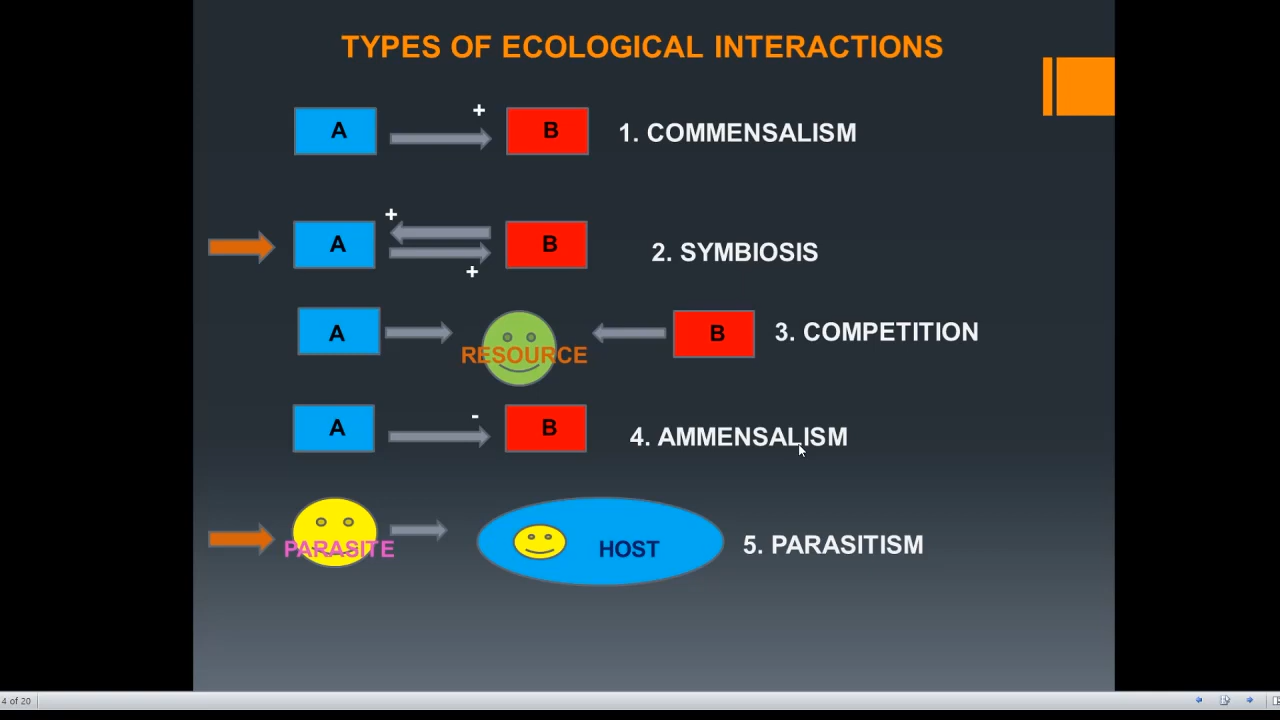 TYPES OF ECOLOGICAL INTERACTIONS
A + B 1. COMMENSALISM
A + + B 2. SYMBIOSIS
A RESOURCE B 3. COMPETITION
A - B 4. AMMENSALISM
PARASITE HOST 5. PARASITISM
4 of 20